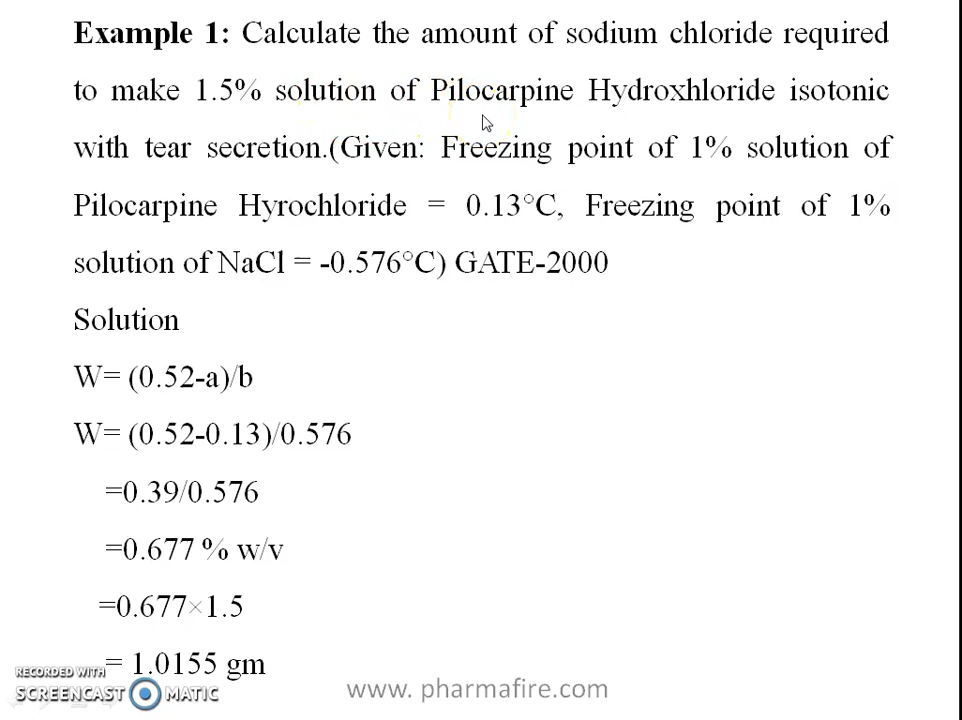 Example 1: Calculate the amount of sodium chloride required
to make 1.5% solution of Pilocarpine Hydroxhloride isotonic
with tear secretion.(Given: Freezing point of 1% solution of
Pilocarpine Hyrochloride = 0.13°C, Freezing point of 1%
solution of NaCl = -0.576°C) GATE-2000
Solution
W= (0.52-a)/b
W= (0.52-0.13)/0.576
=0.39/0.576
=0.677 % w/v
=0.677×1.5
= 1.0155 gm
RECORDED WITH
SCREENCAST MATIC
www. pharmafire.com